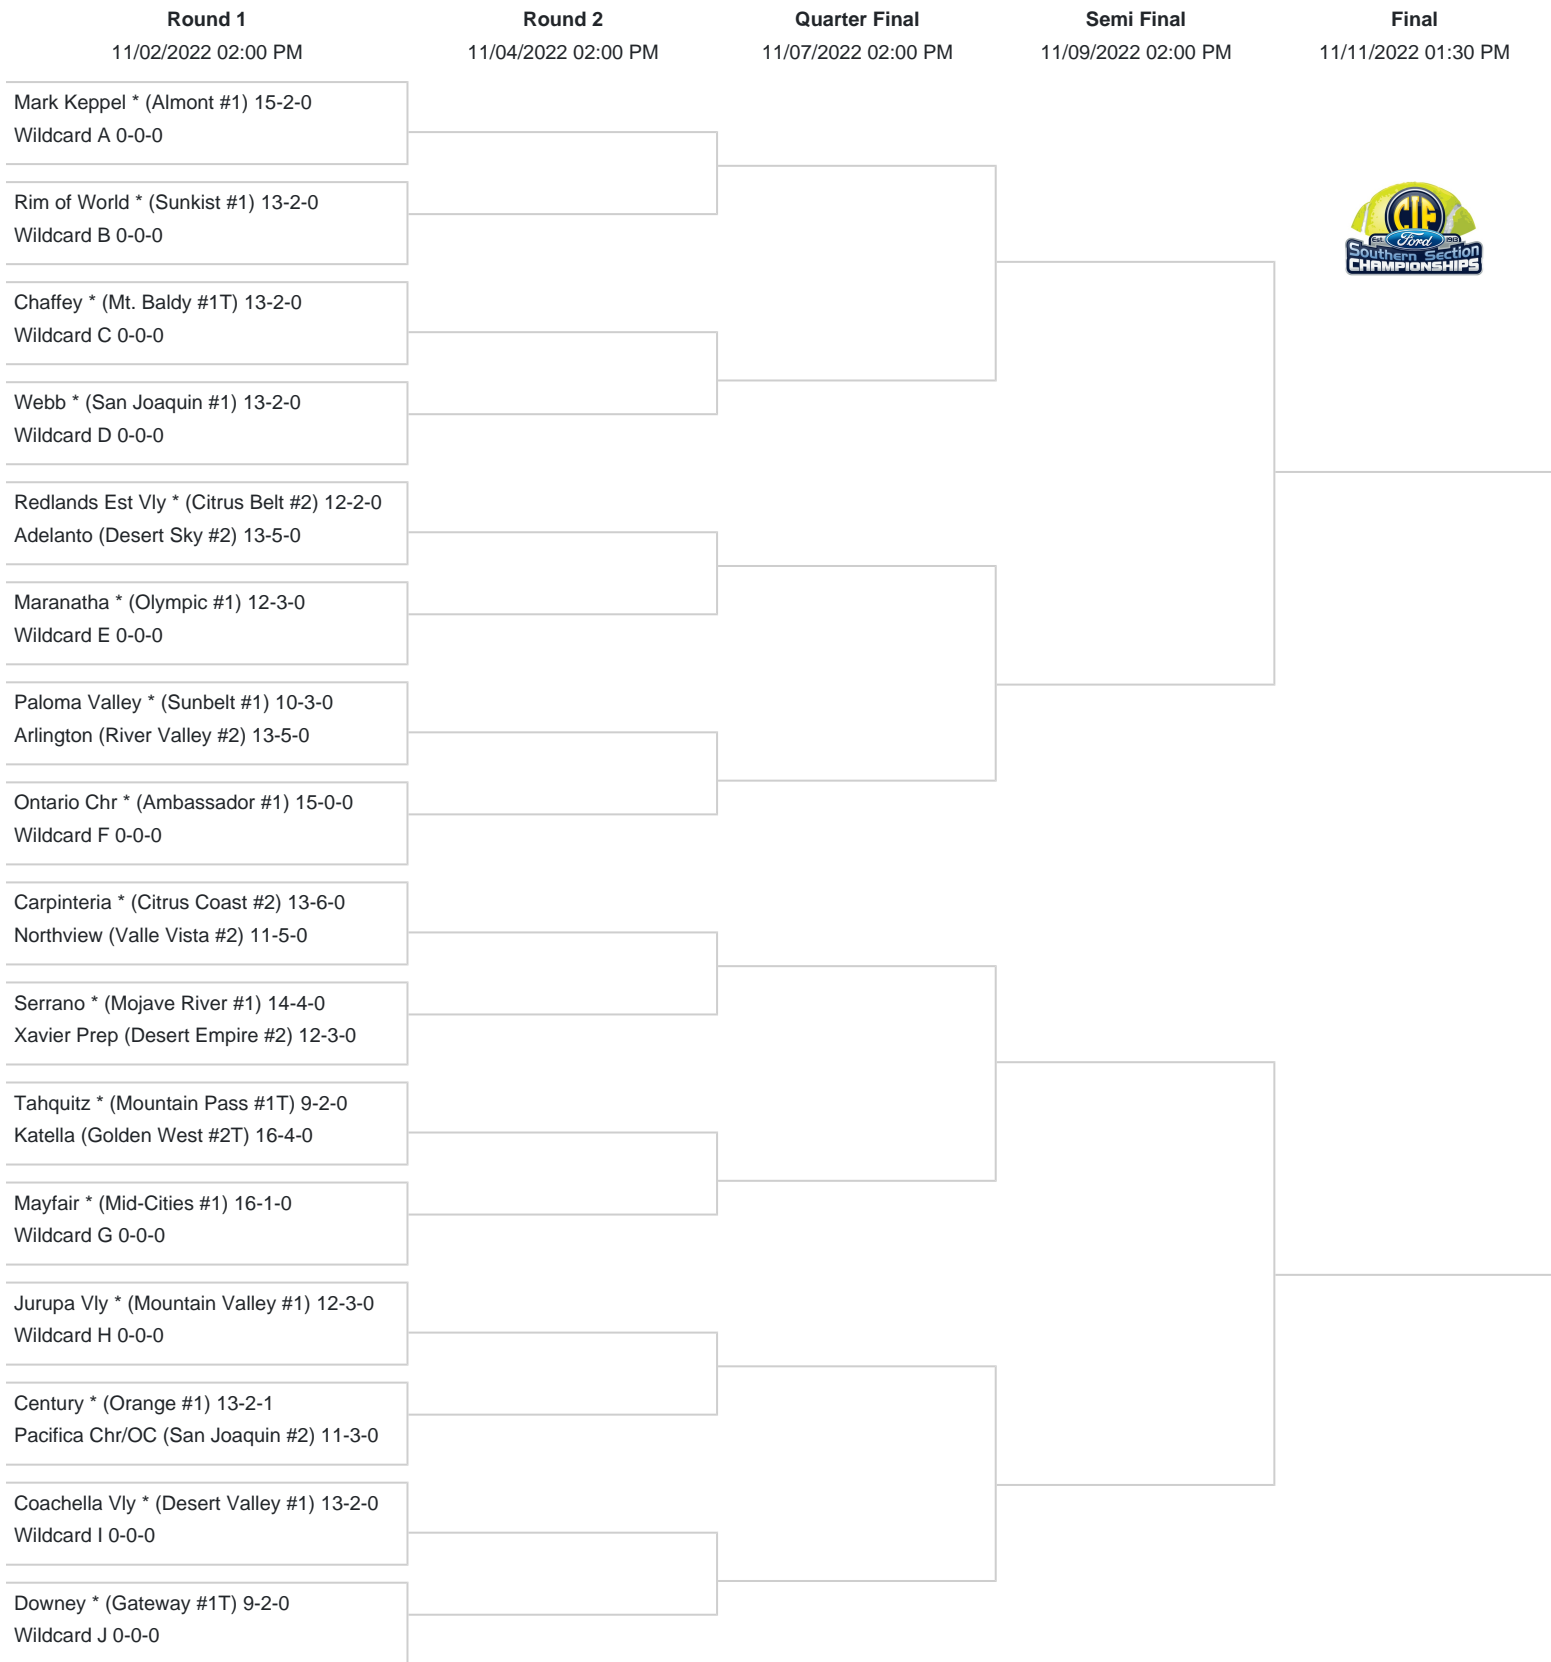 Round 1
11/02/2022 02:00 PM
Round 2
11/04/2022 02:00 PM
Quarter Final
11/07/2022 02:00 PM
Semi Final
11/09/2022 02:00 PM
Final
11/11/2022 01:30 PM
Mark Keppel * (Almont #1) 15-2-0
Wildcard A 0-0-0
Rim of World * (Sunkist #1) 13-2-0
Wildcard B 0-0-0
Chaffey * (Mt. Baldy #1T) 13-2-0
Wildcard C 0-0-0
Webb * (San Joaquin #1) 13-2-0
Wildcard D 0-0-0
Redlands Est Vly * (Citrus Belt #2) 12-2-0
Adelanto (Desert Sky #2) 13-5-0
Maranatha * (Olympic #1) 12-3-0
Wildcard E 0-0-0
Paloma Valley * (Sunbelt #1) 10-3-0
Arlington (River Valley #2) 13-5-0
Ontario Chr * (Ambassador #1) 15-0-0
Wildcard F 0-0-0
Carpinteria * (Citrus Coast #2) 13-6-0
Northview (Valle Vista #2) 11-5-0
Serrano * (Mojave River #1) 14-4-0
Xavier Prep (Desert Empire #2) 12-3-0
Tahquitz * (Mountain Pass #1T) 9-2-0
Katella (Golden West #2T) 16-4-0
Mayfair * (Mid-Cities #1) 16-1-0
Wildcard G 0-0-0
Jurupa Vly * (Mountain Valley #1) 12-3-0
Wildcard H 0-0-0
Century * (Orange #1) 13-2-1
Pacifica Chr/OC (San Joaquin #2) 11-3-0
Coachella Vly * (Desert Valley #1) 13-2-0
Wildcard I 0-0-0
Downey * (Gateway #1T) 9-2-0
Wildcard J 0-0-0
CIF
Est. Ford 1913
Southern Section
CHAMPIONSHIPS